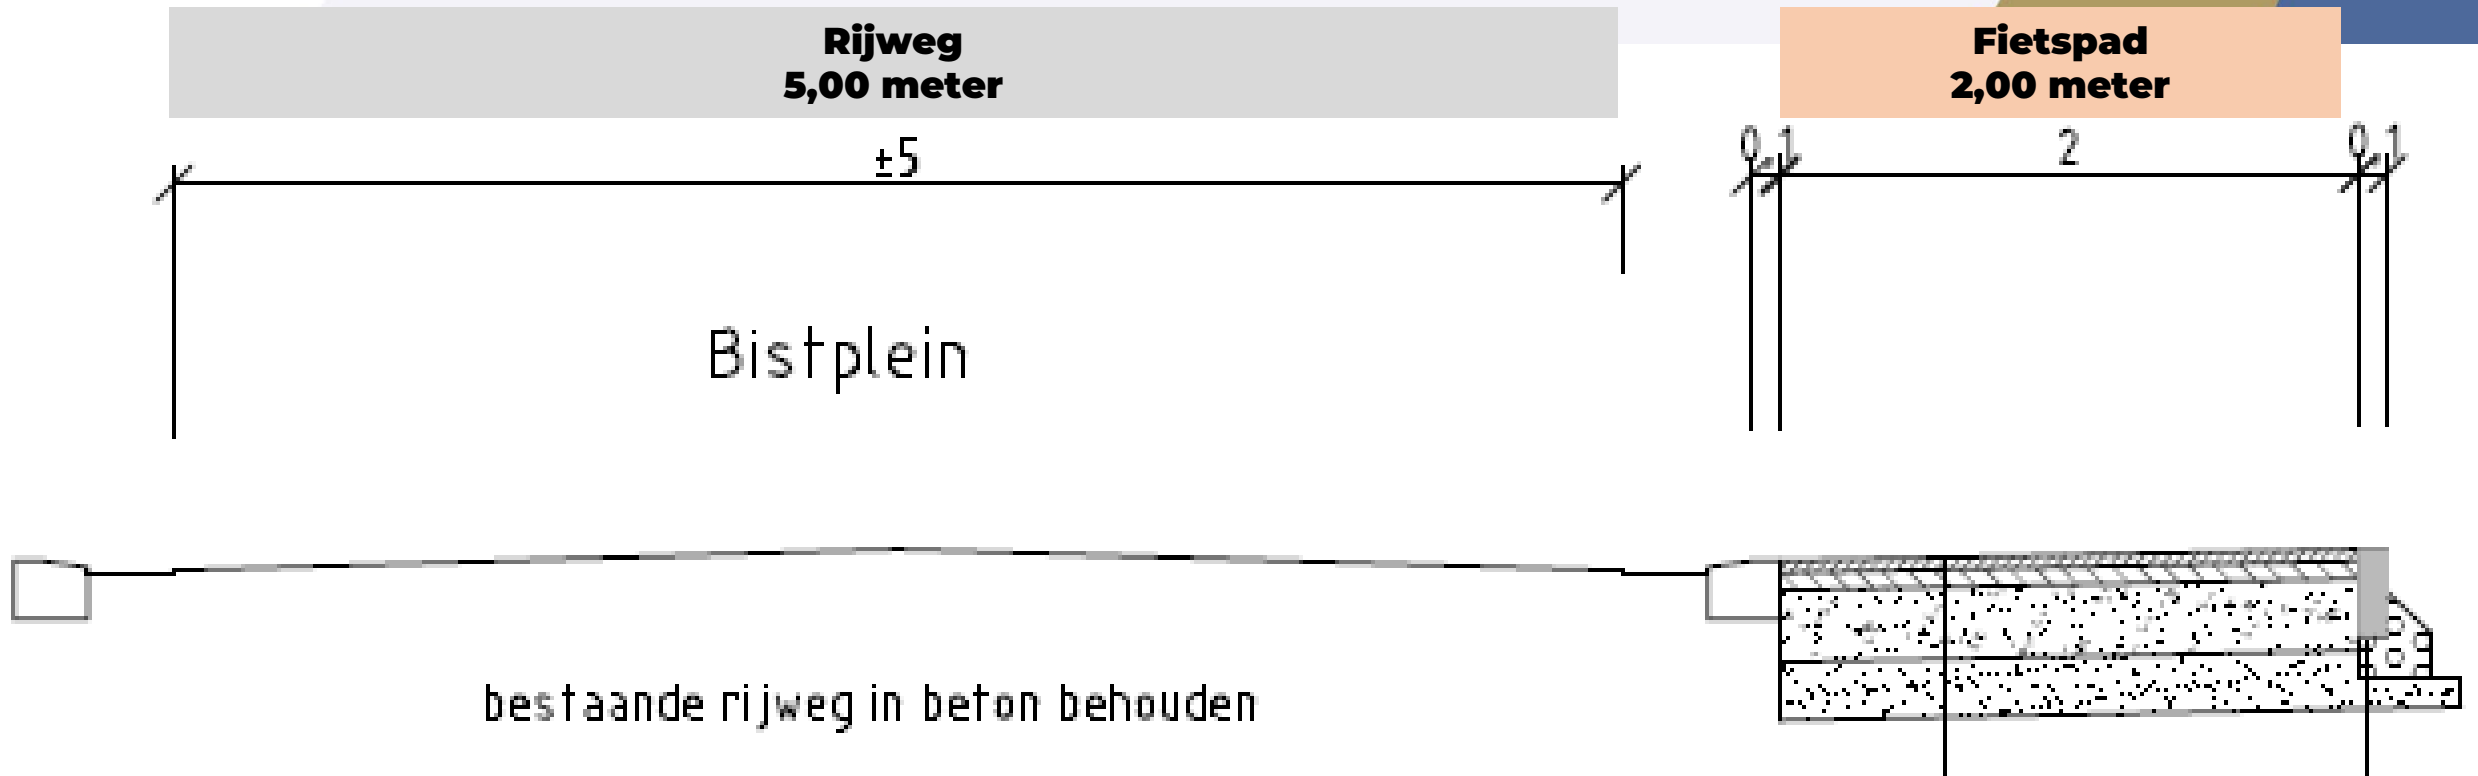 Rijweg
5,00 meter
Fietspad
2,00 meter
±5
0,1
2
0,1
Bistplein
bestaande rijweg in beton behouden